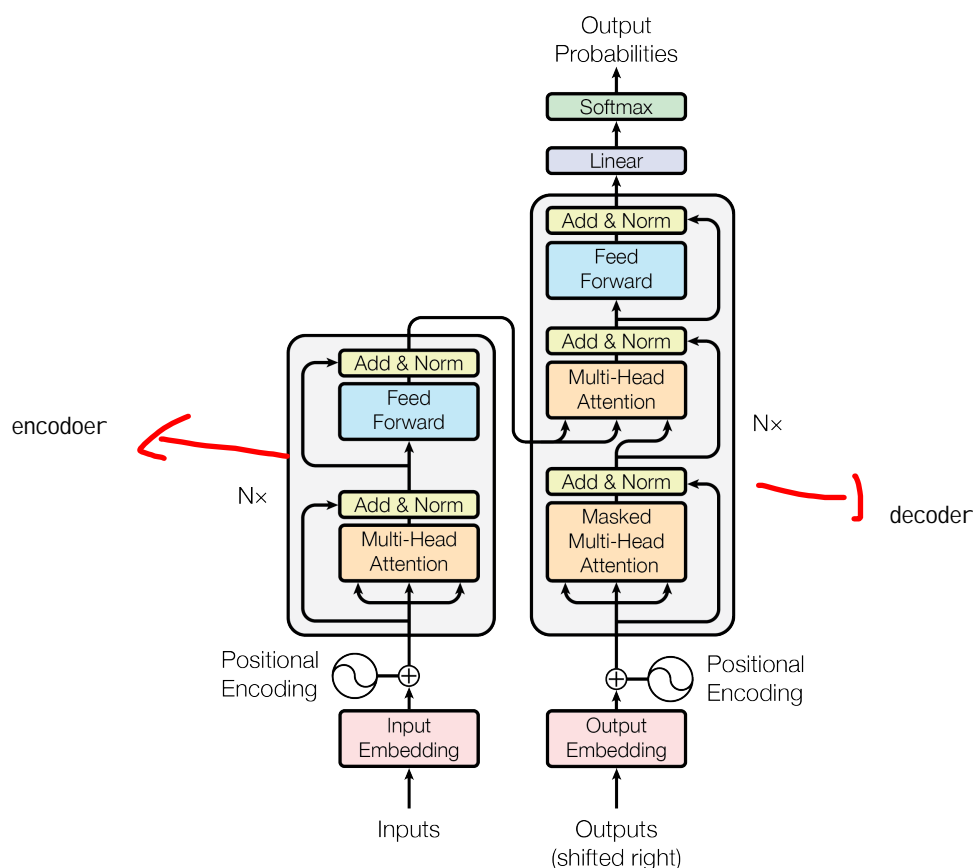 Output
Probabilities
Softmax
Linear
Add & Norm
Feed
Forward
Add & Norm
Multi-Head
Attention
N×
Add & Norm
Masked
Multi-Head
Attention
Add & Norm
Feed
Forward
encodoer
N×
Add & Norm
Multi-Head
Attention
decoder
Positional
Encoding
Positional
Encoding
Input
Embedding
Output
Embedding
Inputs
Outputs
(shifted right)